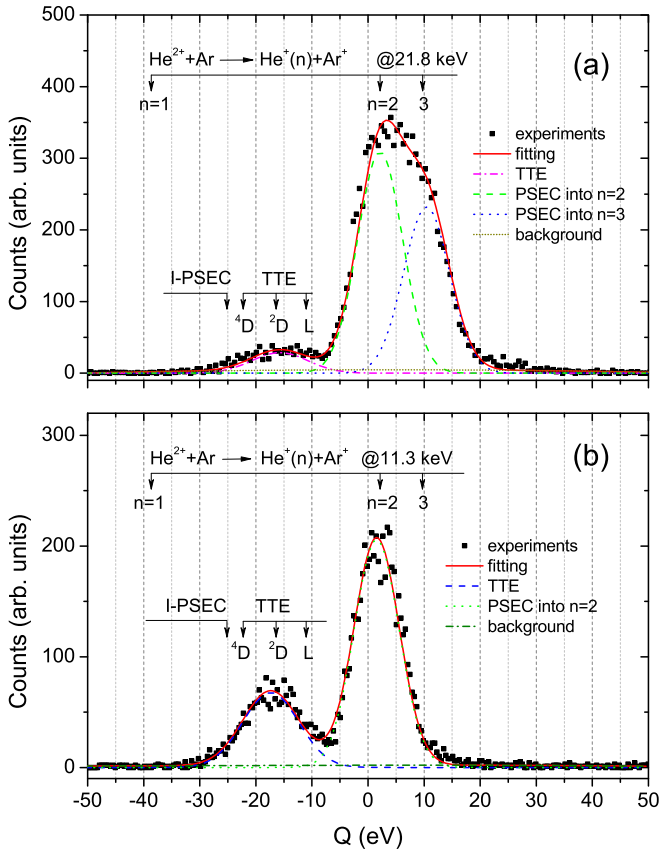 500
400
300
200
100
0
Counts (arb. units)
He²⁺+Ar → He⁺(n)+Ar⁺ @21.8 keV
(a)
n=1
n=2
3
experiments
fitting
TTE
PSEC into n=2
PSEC into n=3
background
I-PSEC TTE
⁴D ²D L
300
200
100
0
Counts (arb. units)
He²⁺+Ar → He⁺(n)+Ar⁺ @11.3 keV
(b)
n=1
n=2
3
experiments
fitting
TTE
PSEC into n=2
background
I-PSEC TTE
⁴D ²D L
-50 -40 -30 -20 -10 0 10 20 30 40 50
Q (eV)